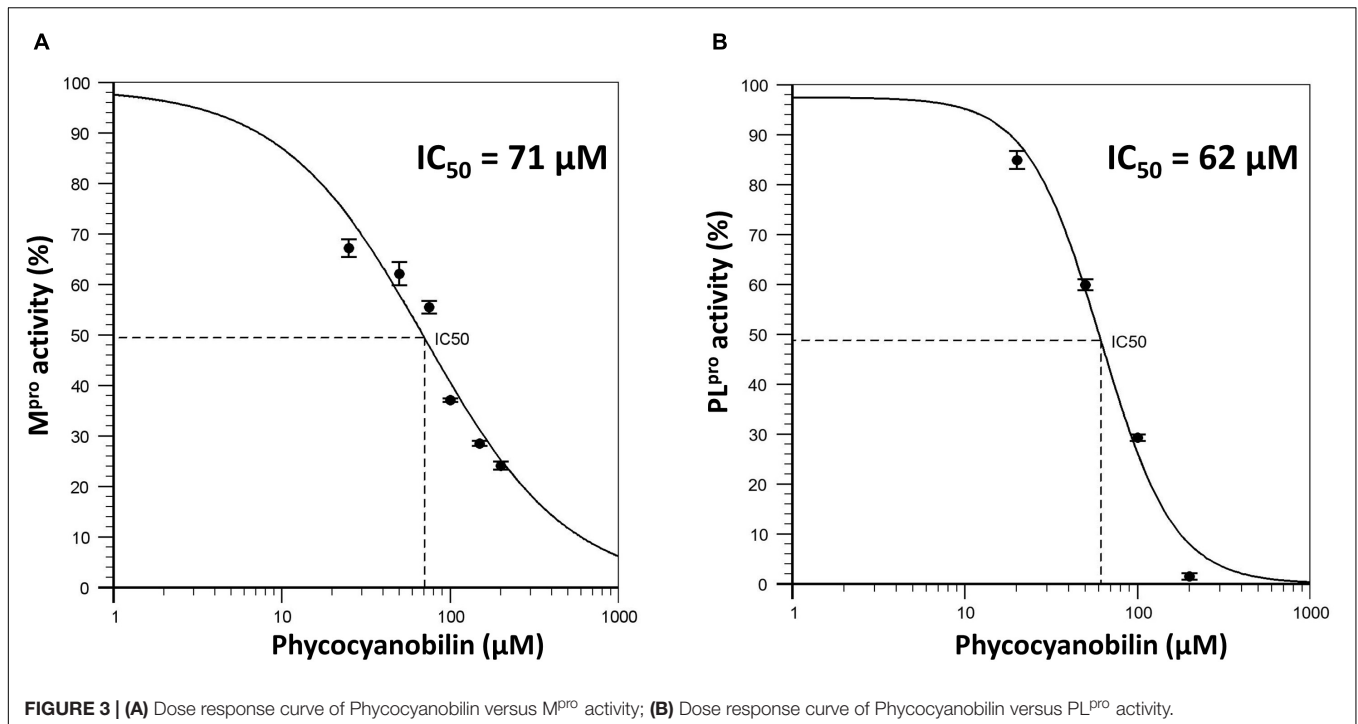 A
100
90
80
70
60
50
40
30
20
10
0
Mpro activity (%)
IC50 = 71 µM
IC50
1
10
100
1000
Phycocyanobilin (µM)
B
100
90
80
70
60
50
40
30
20
10
0
PLpro activity (%)
IC50 = 62 µM
IC50
1
10
100
1000
Phycocyanobilin (µM)
FIGURE 3 | (A) Dose response curve of Phycocyanobilin versus Mpro activity; (B) Dose response curve of Phycocyanobilin versus PLpro activity.